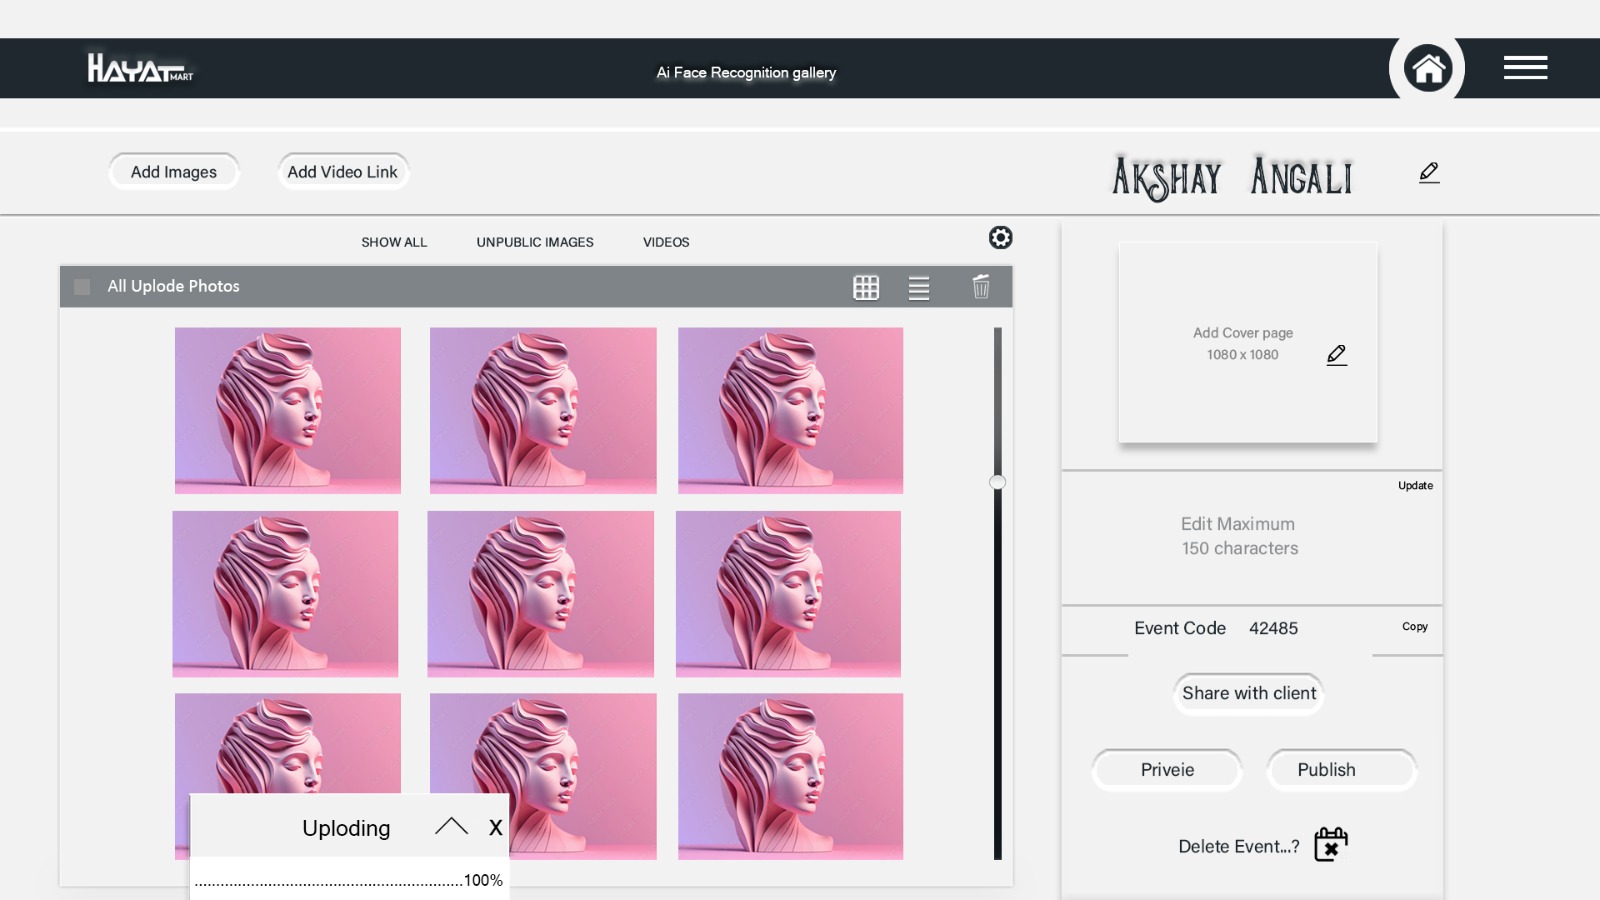 HAYAT MART
Ai Face Recognition gallery
Add Images
Add Video Link
AKSHAY ANGALI
SHOW ALL
UNPUBLIC IMAGES
VIDEOS
All Uplode Photos
Add Cover page
1080 x 1080
Update
Edit Maximum
150 characters
Event Code 42485
Copy
Share with client
Priveie
Publish
Delete Event...?
Uploding X
...............................................................100%